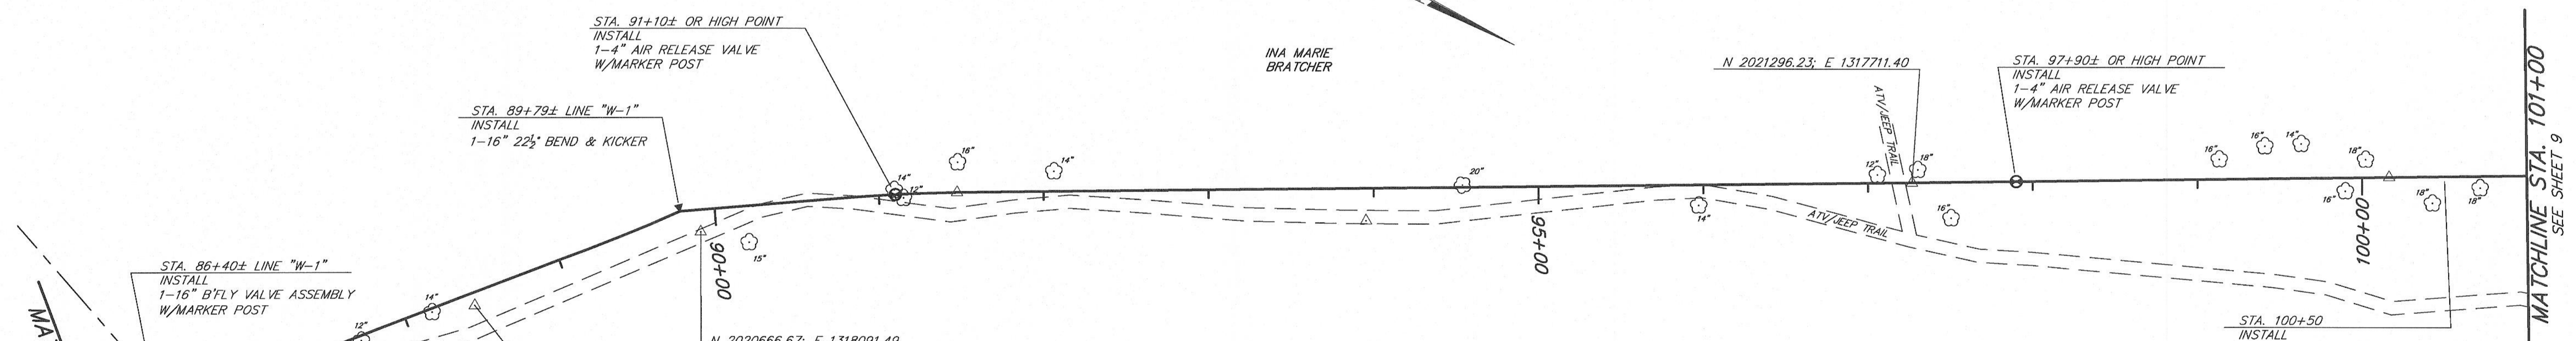 STA. 91+10± OR HIGH POINT
INSTALL
1-4" AIR RELEASE VALVE
W/MARKER POST
INA MARIE
BRATCHER
N 2021296.23; E 1317711.40
STA. 97+90± OR HIGH POINT
INSTALL
1-4" AIR RELEASE VALVE
W/MARKER POST
STA. 89+79± LINE "W-1"
INSTALL
1-16" 22½° BEND & KICKER
ATV/JEEP TRAIL
MATCHLINE STA. 101+00
SEE SHEET 9
14"
12"
16"
14"
20"
14"
12"
18"
16"
16"
16"
14"
18"
16"
18"
18"
ATV/JEEP TRAIL
90+00
95+00
100+00
15"
STA. 86+40± LINE "W-1"
INSTALL
1-16" B'FLY VALVE ASSEMBLY
W/MARKER POST
14"
12"
N 2020666.67; E 1318091.49
STA. 100+50
INSTALL